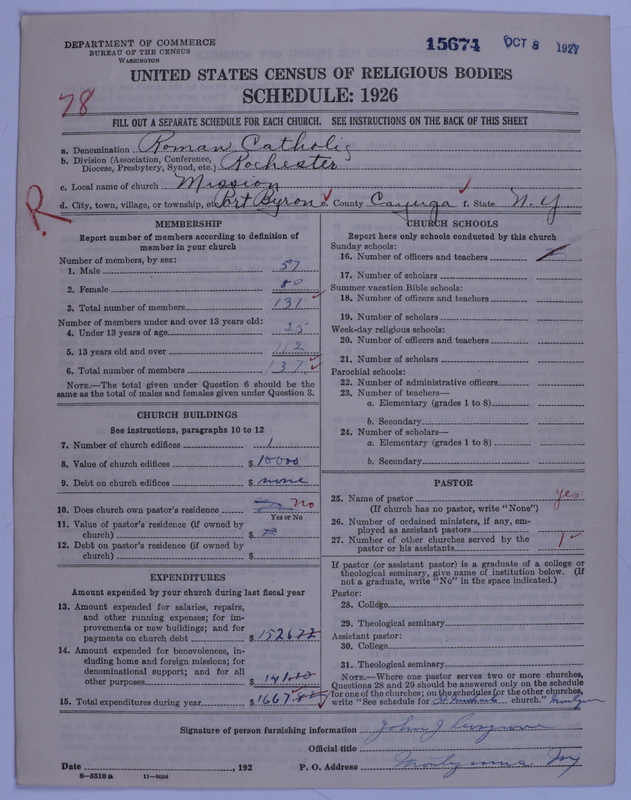 DEPARTMENT OF COMMERCE
BUREAU OF THE CENSUS
WASHINGTON
15674 OCT 8 1927
UNITED STATES CENSUS OF RELIGIOUS BODIES
SCHEDULE: 1926
78
FILL OUT A SEPARATE SCHEDULE FOR EACH CHURCH. SEE INSTRUCTIONS ON THE BACK OF THIS SHEET
a. Denomination Roman Catholic
b. Division (Association, Conference, Diocese, Presbytery, Synod, etc.) Rochester
c. Local name of church Mission
d. City, town, village, or township, etc. Port Byron e. County Cayuga f. State N. Y
R
MEMBERSHIP
Report number of members according to definition of
member in your church
Number of members, by sex:
1. Male 57
2. Female 80
3. Total number of members 137
Number of members under and over 13 years old:
4. Under 13 years of age 25
5. 13 years old and over 112
6. Total number of members 137
NOTE.—The total given under Question 6 should be the
same as the total of males and females given under Question 3.
CHURCH BUILDINGS
See instructions, paragraphs 10 to 12
7. Number of church edifices 1
8. Value of church edifices $ 10000
9. Debt on church edifices $ none
10. Does church own pastor's residence no
Yes or No
11. Value of pastor's residence (if owned by
church) $
12. Debt on pastor's residence (if owned by
church) $
EXPENDITURES
Amount expended by your church during last fiscal year
13. Amount expended for salaries, repairs,
and other running expenses; for im-
provements or new buildings; and for
payments on church debt $ 1526
14. Amount expended for benevolences, in-
cluding home and foreign missions; for
denominational support; and for all
other purposes 141
15. Total expenditures during year $ 1667
CHURCH SCHOOLS
Report here only schools conducted by this church
Sunday schools:
16. Number of officers and teachers
17. Number of scholars
Summer vacation Bible schools:
18. Number of officers and teachers
19. Number of scholars
Week-day religious schools:
20. Number of officers and teachers
21. Number of scholars
Parochial schools:
22. Number of administrative officers
23. Number of teachers—
a. Elementary (grades 1 to 8)
b. Secondary
24. Number of scholars—
a. Elementary (grades 1 to 8)
b. Secondary
PASTOR
25. Name of pastor yes
(If church has no pastor, write "None")
26. Number of ordained ministers, if any, em-
ployed as assistant pastors
27. Number of other churches served by the
pastor or his assistants 1
If pastor (or assistant pastor) is a graduate of a college or
theological seminary, give name of institution below. (If
not a graduate, write "No" in the space indicated.)
Pastor:
28. College
29. Theological seminary
Assistant pastor:
30. College
31. Theological seminary
NOTE.—Where one pastor serves two or more churches,
Questions 28 and 29 should be answered only on the schedule
for one of the churches; on the schedules for the other churches,
write "See schedule for St Michaels church."
Signature of person furnishing information John J Cosgrove
Official title
Date , 192 P. O. Address Montezuma Ny
8—5518a 11—9034